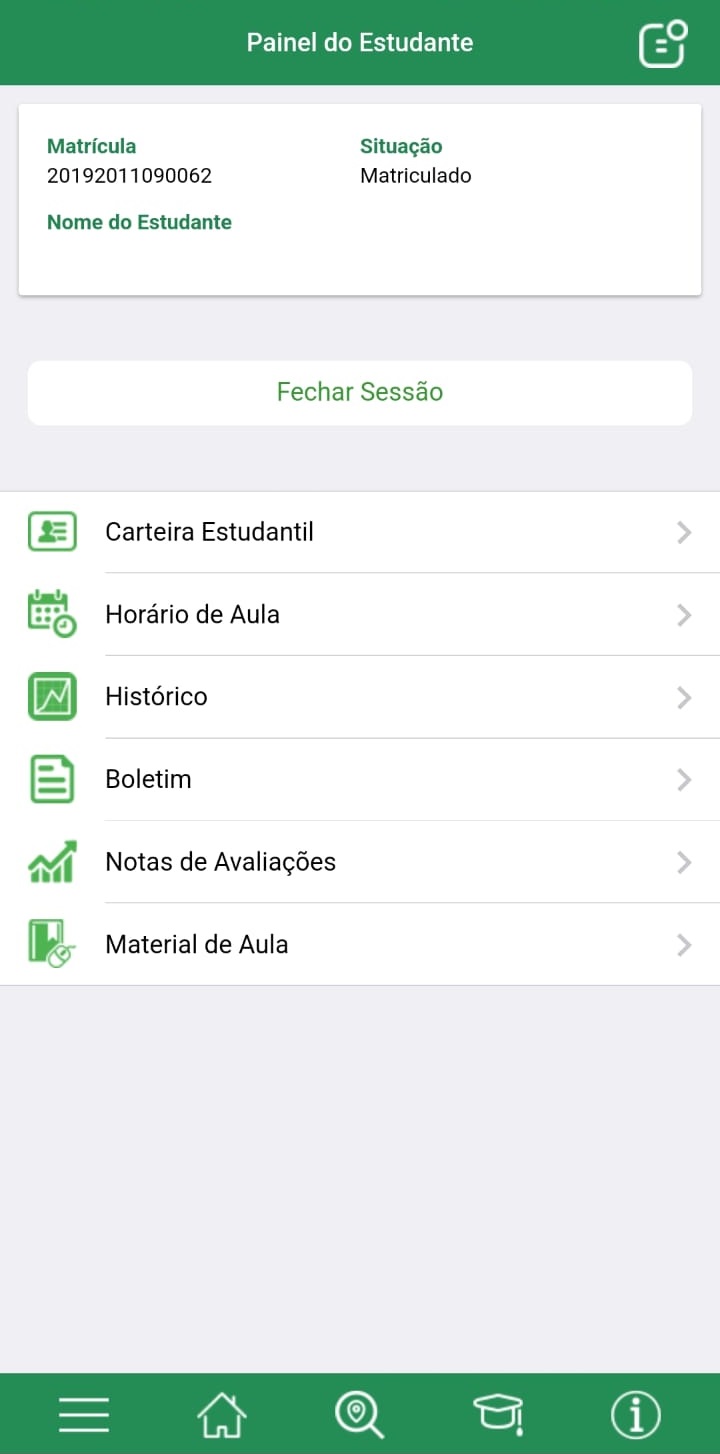 Painel do Estudante
Matrícula
Situação
20192011090062
Matriculado
Nome do Estudante
Fechar Sessão
Carteira Estudantil
Horário de Aula
Histórico
Boletim
Notas de Avaliações
Material de Aula